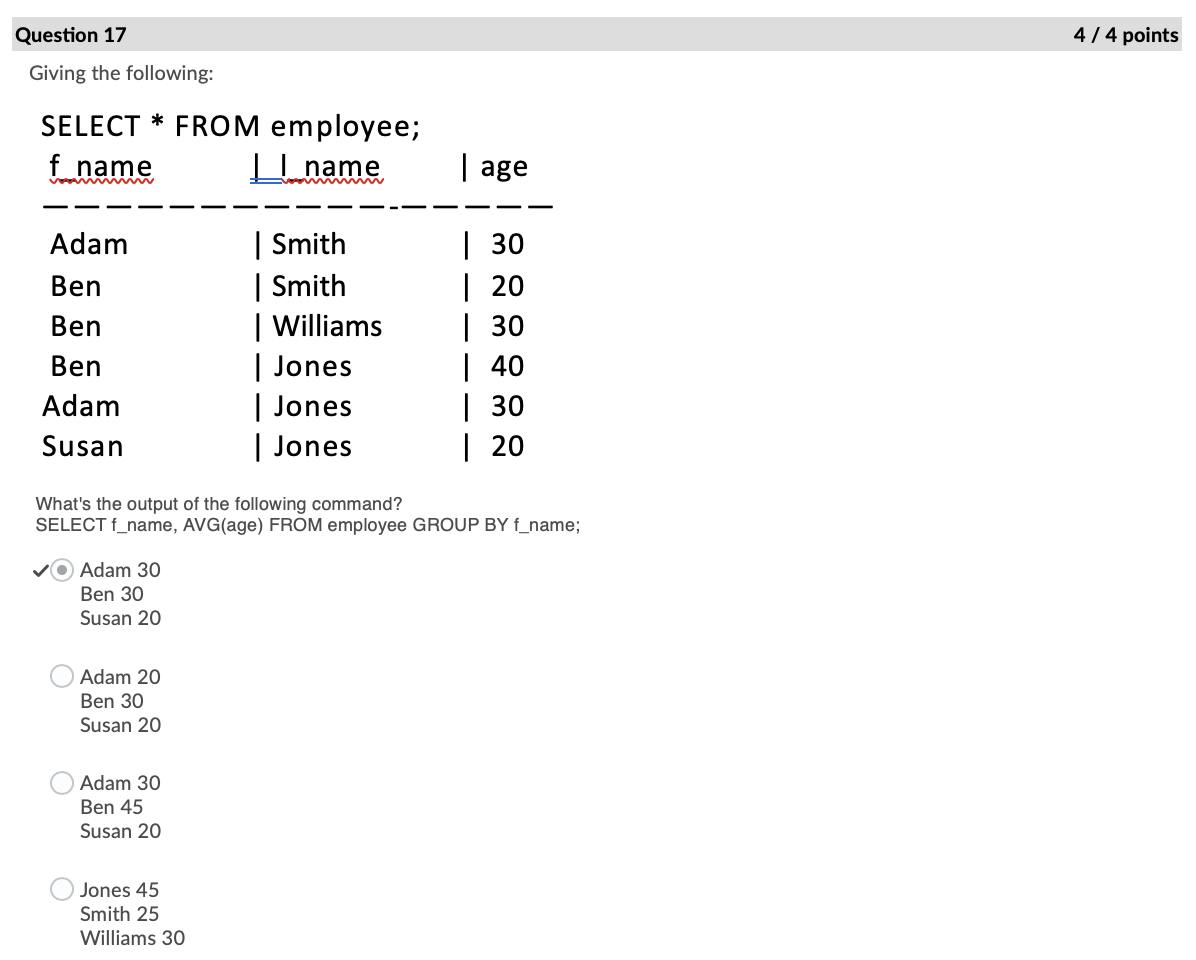 Question 17 4 / 4 points
Giving the following:
SELECT * FROM employee;
f_name | l_name | age
— — — — — — — — — — —-— — — — —
Adam | Smith | 30
Ben | Smith | 20
Ben | Williams | 30
Ben | Jones | 40
Adam | Jones | 30
Susan | Jones | 20
What's the output of the following command?
SELECT f_name, AVG(age) FROM employee GROUP BY f_name;
Adam 30
Ben 30
Susan 20
Adam 20
Ben 30
Susan 20
Adam 30
Ben 45
Susan 20
Jones 45
Smith 25
Williams 30